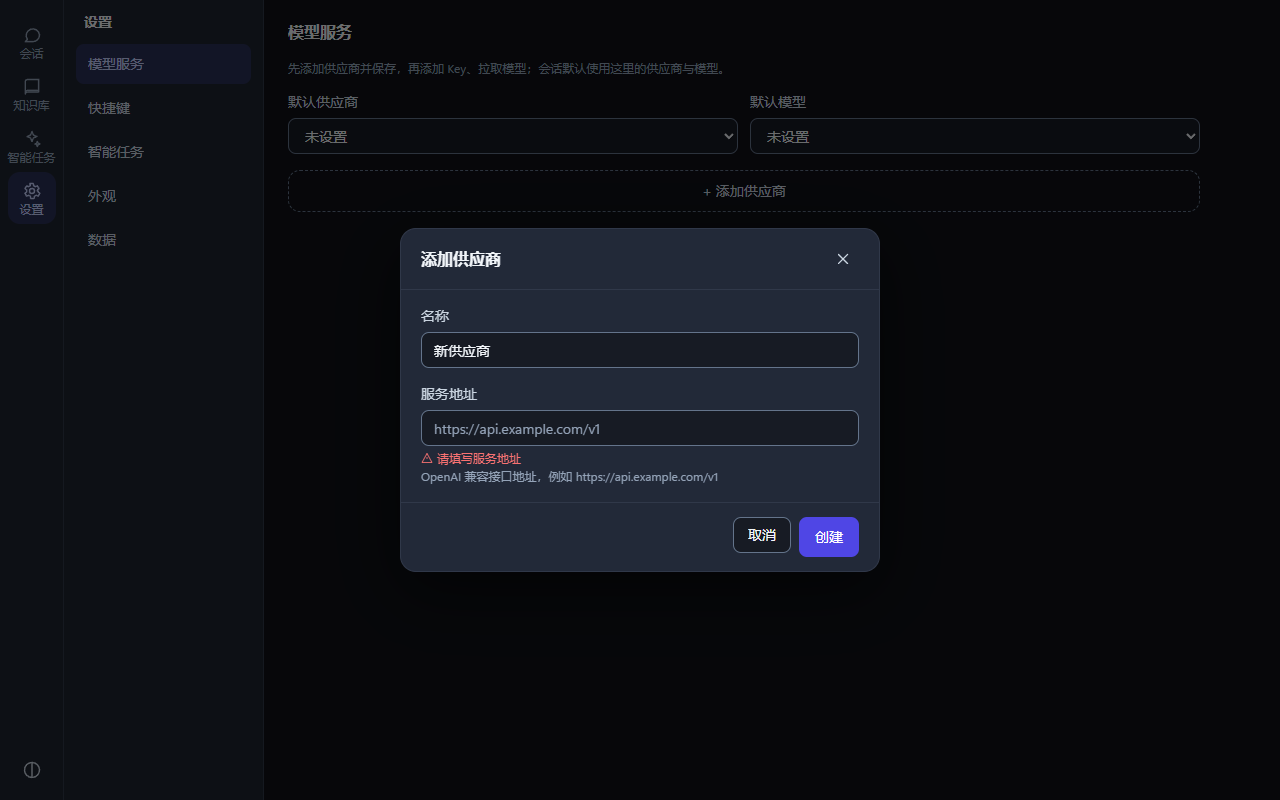 会话
知识库
智能任务
设置
设置
模型服务
快捷键
智能任务
外观
数据
模型服务
先添加供应商并保存，再添加 Key、拉取模型；会话默认使用这里的供应商与模型。
默认供应商
默认模型
未设置
未设置
+ 添加供应商
添加供应商
名称
新供应商
服务地址
https://api.example.com/v1
请填写服务地址
OpenAI 兼容接口地址，例如 https://api.example.com/v1
取消
创建